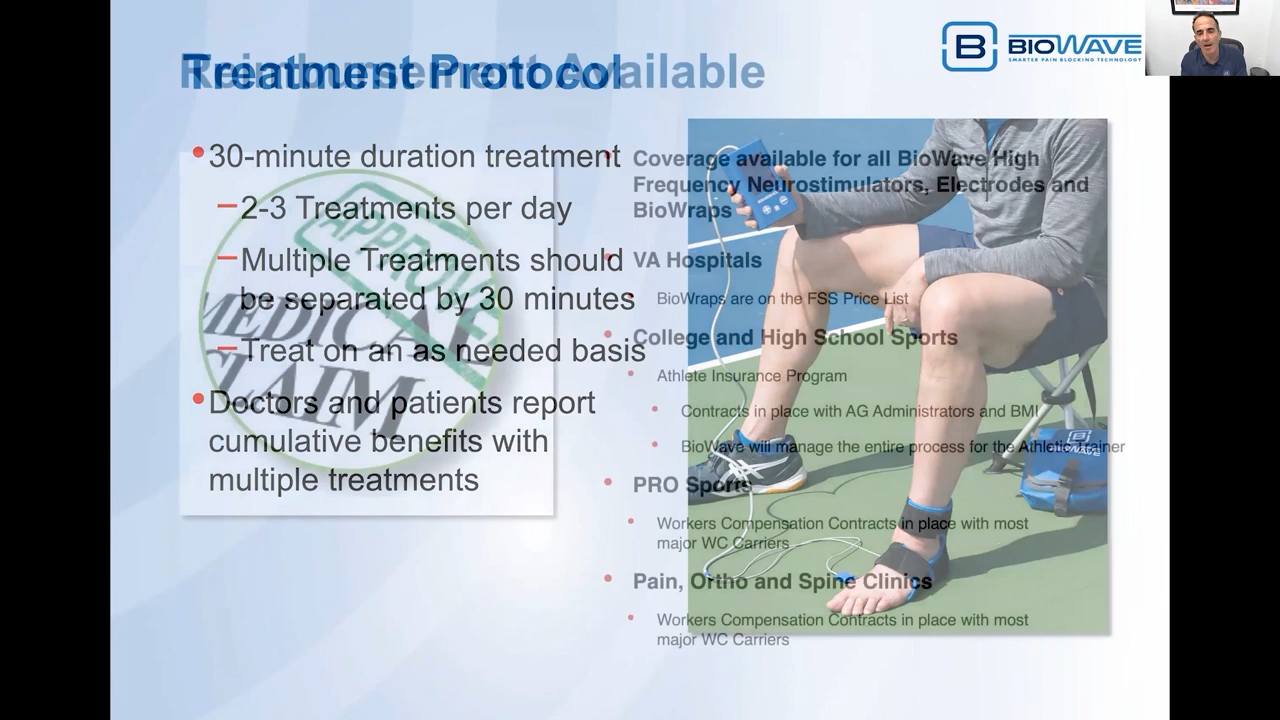 Treatment Protocol
Reimbursement Available
B BIOWAVE
SMARTER PAIN BLOCKING TECHNOLOGY
30-minute duration treatment
2-3 Treatments per day
Multiple Treatments should
be separated by 30 minutes
Treat on an as needed basis
Doctors and patients report
cumulative benefits with
multiple treatments
APPROVE
MEDICAL
CLAIM
Coverage available for all BioWave High
Frequency Neurostimulators, Electrodes and
BioWraps
VA Hospitals
BioWraps are on the FSS Price List
College and High School Sports
Athlete Insurance Program
Contracts in place with AG Administrators and BMI
BioWave will manage the entire process for the Athletic Trainer
PRO Sports
Workers Compensation Contracts in place with most
major WC Carriers
Pain, Ortho and Spine Clinics
Workers Compensation Contracts in place with most
major WC Carriers
BIOWAVE